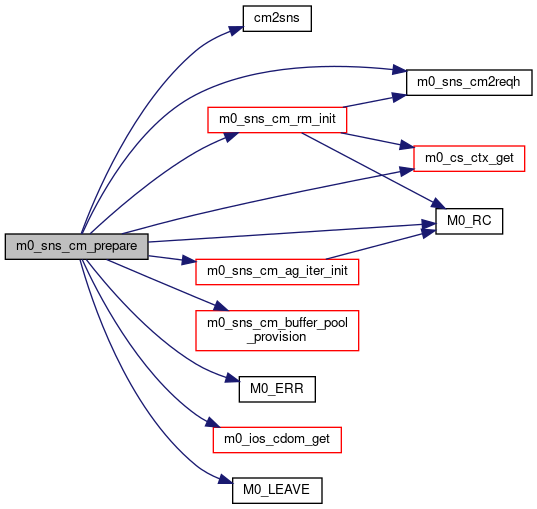 cm2sns
m0_sns_cm2reqh
m0_sns_cm_rm_init
m0_cs_ctx_get
M0_RC
m0_sns_cm_prepare
m0_sns_cm_ag_iter_init
m0_sns_cm_buffer_pool
_provision
M0_ERR
m0_ios_cdom_get
M0_LEAVE